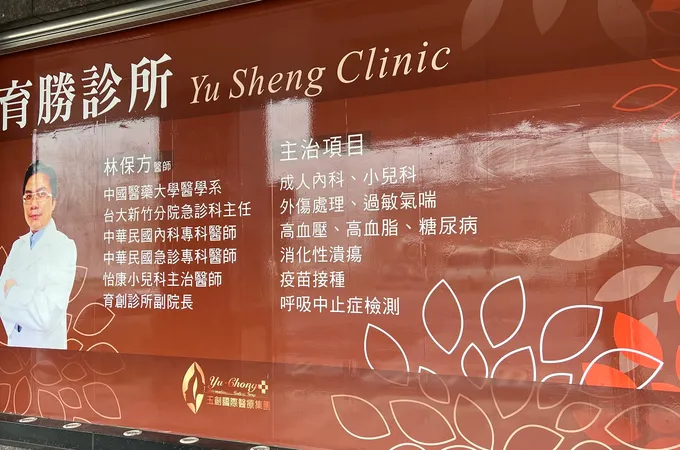 育勝診所 Yu Sheng Clinic
林保方醫師
中國醫藥大學醫學系
台大新竹分院急診科主任
中華民國內科專科醫師
中華民國急診專科醫師
怡康小兒科主治醫師
育創診所副院長
主治項目
成人內科、小兒科
外傷處理、過敏氣喘
高血壓、高血脂、糖尿病
消化性潰瘍
疫苗接種
呼吸中止症檢測
Yu-Chong
國際醫療集團